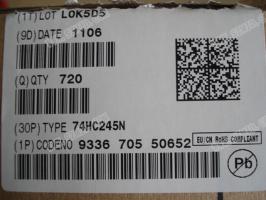 (1T) LOT LOK5D5
(9D) DATE 1106
(Q) QTY 720
(30P) TYPE 74HC245N
(1P) CODENO 9336 705 50652
EU/CN RoHS COMPLIANT
Pb